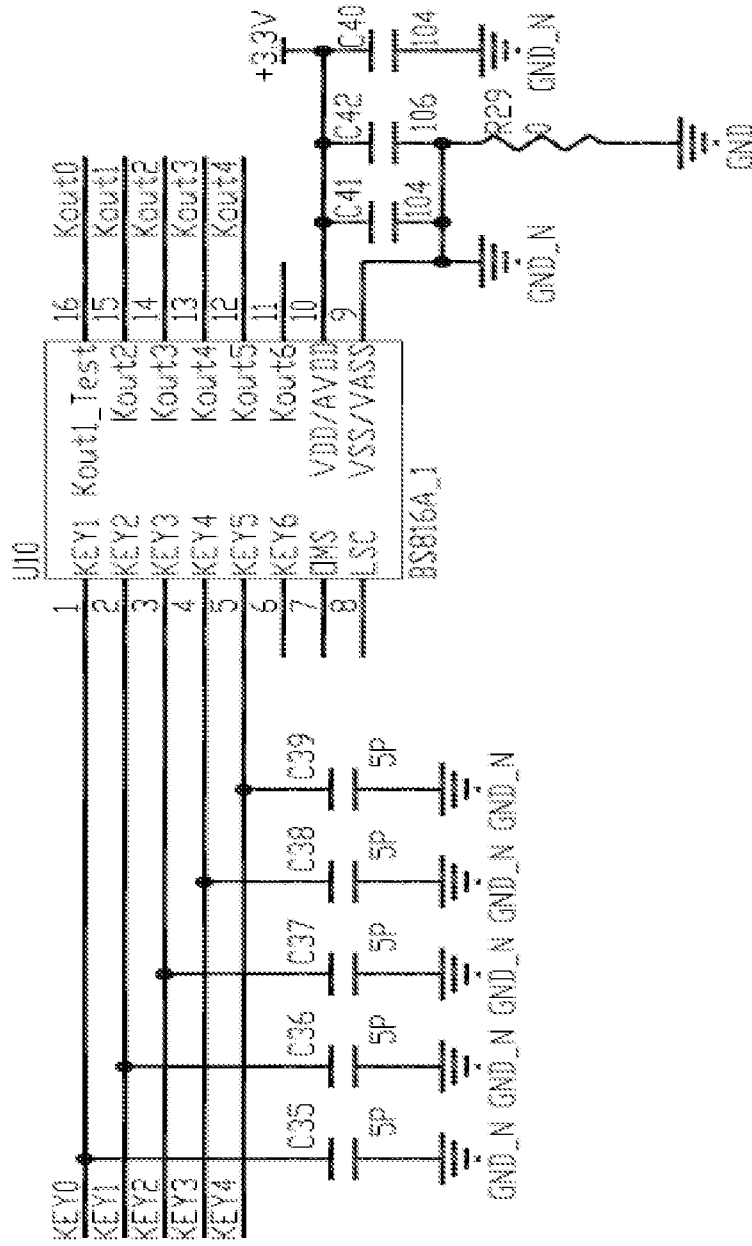 U10
BS816A_1
KEY0
KEY1
KEY2
KEY3
KEY4
1
2
3
4
5
6
7
8
KEY1
KEY2
KEY3
KEY4
KEY5
KEY6
OMS
LSC
Kout1_Test
Kout2
Kout3
Kout4
Kout5
Kout6
VDD/AVDD
VSS/VASS
16
15
14
13
12
11
10
9
Kout0
Kout1
Kout2
Kout3
Kout4
+3.3V
C35
5P
GND_N
C36
5P
GND_N
C37
5P
GND_N
C38
5P
GND_N
C39
5P
GND_N
C41
104
C42
106
C40
104
GND_N
GND_N
R29
0
GND